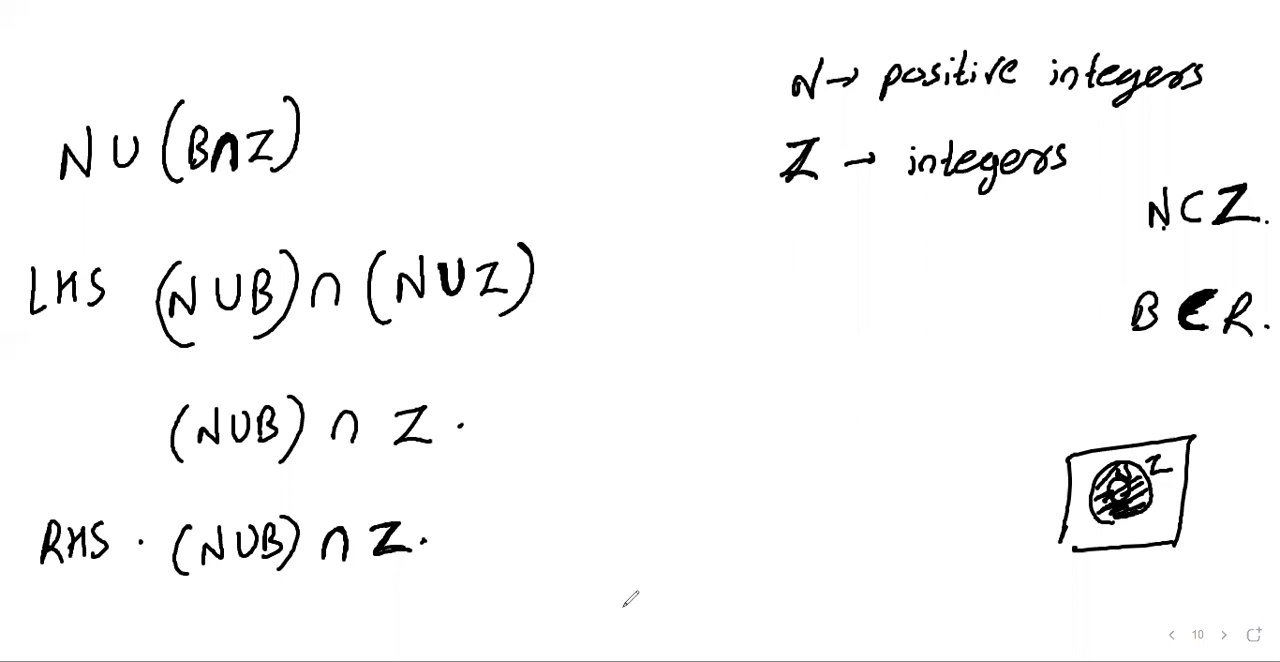 N → positive integers
N ∪ (B ∩ Z)
Z → integers
N ⊂ Z.
LHS (N ∪ B) ∩ (N ∪ Z)
B ⊂ R.
(N ∪ B) ∩ Z .
Z
RHS . (N ∪ B) ∩ Z.
10